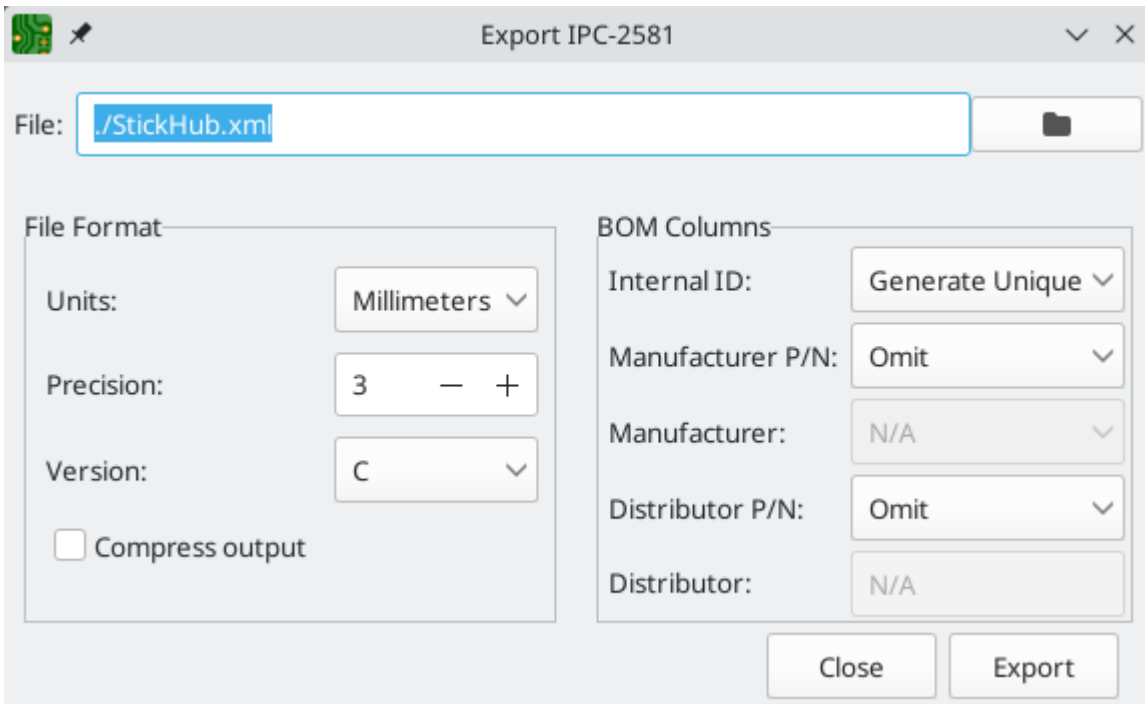 Export IPC-2581
File: ./StickHub.xml
File Format
Units: Millimeters
Precision: 3 — +
Version: C
Compress output
BOM Columns
Internal ID: Generate Unique
Manufacturer P/N: Omit
Manufacturer: N/A
Distributor P/N: Omit
Distributor: N/A
Close Export